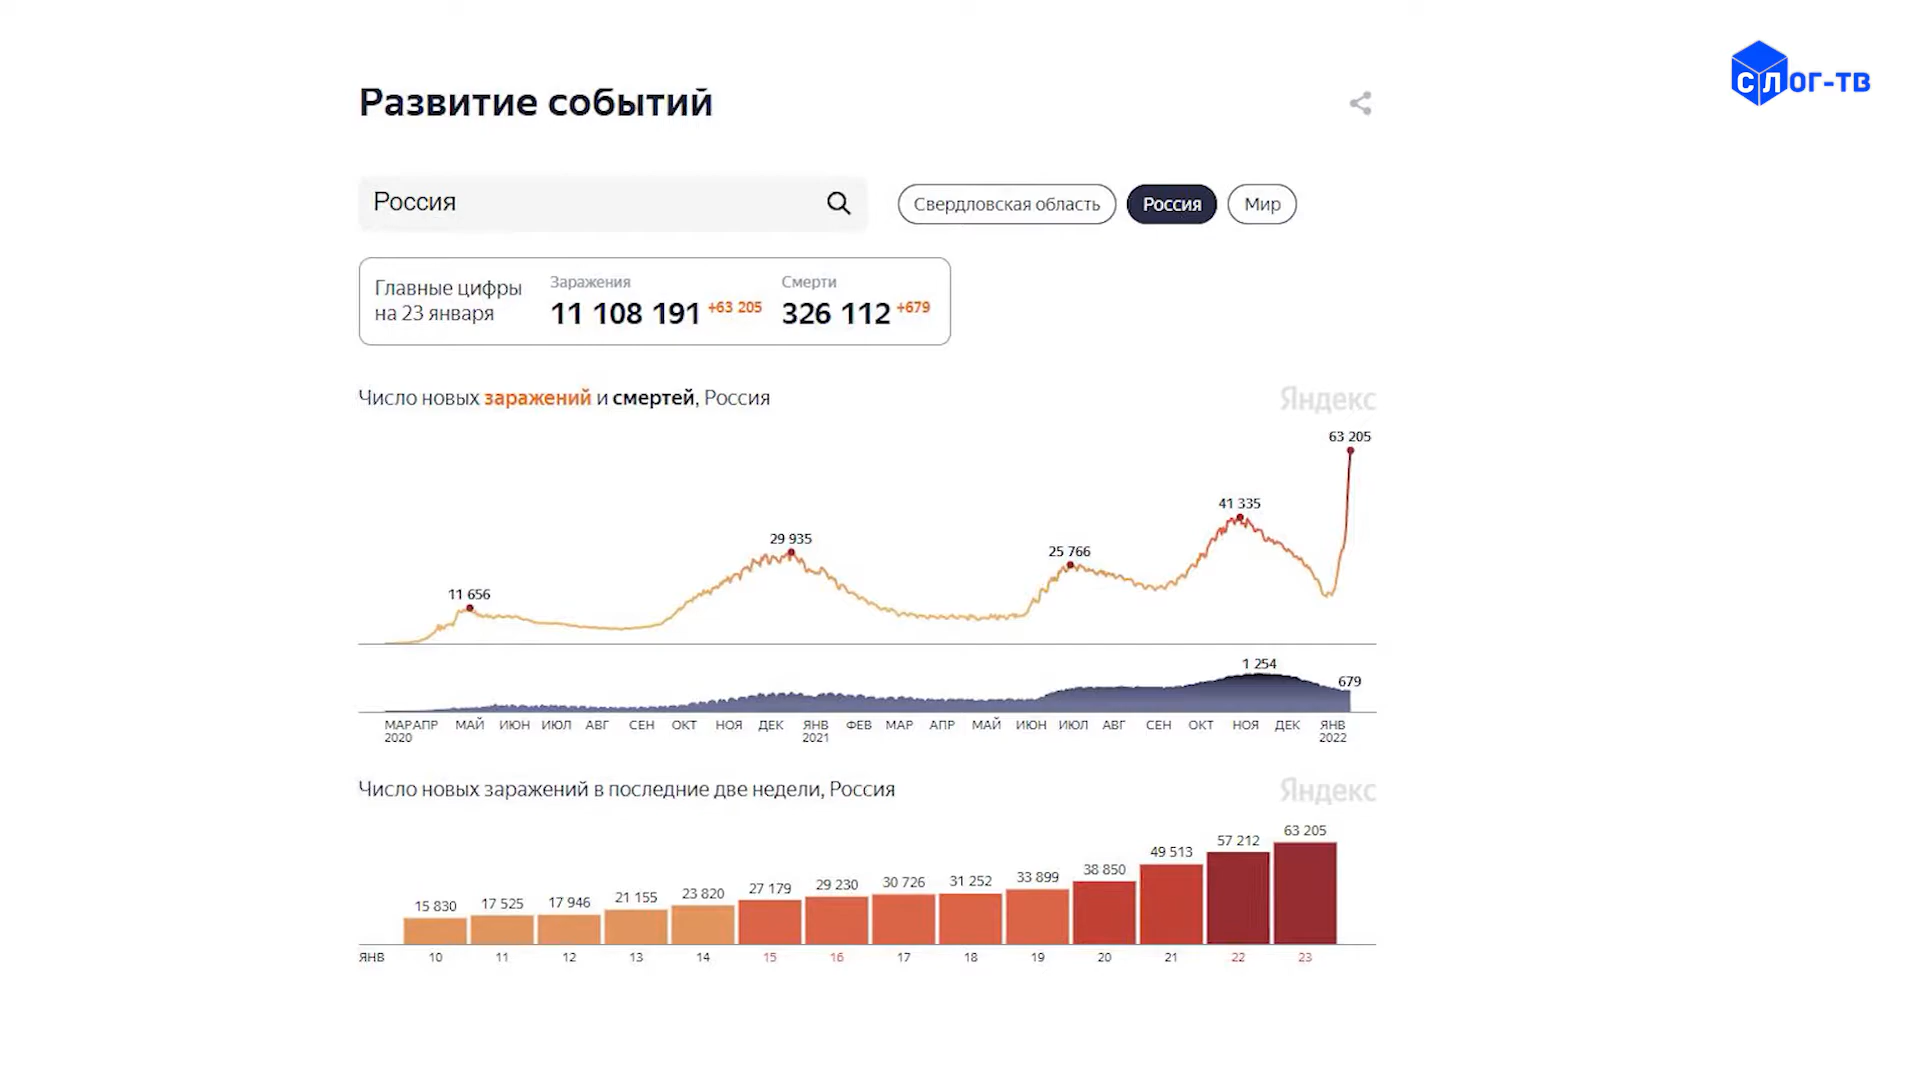 СЛОГ-ТВ
Развитие событий
Россия
Свердловская область
Россия
Мир
Главные цифры
на 23 января
Заражения
11 108 191 +63 205
Смерти
326 112 +679
Число новых заражений и смертей, Россия
Яндекс
63 205
41 335
29 935
25 766
11 656
1 254
679
МАР АПР МАЙ ИЮН ИЮЛ АВГ СЕН ОКТ НОЯ ДЕК ЯНВ ФЕВ МАР АПР МАЙ ИЮН ИЮЛ АВГ СЕН ОКТ НОЯ ДЕК ЯНВ
2020 2021 2022
Число новых заражений в последние две недели, Россия
Яндекс
15 830 17 525 17 946 21 155 23 820 27 179 29 230 30 726 31 252 33 899 38 850 49 513 57 212 63 205
ЯНВ 10 11 12 13 14 15 16 17 18 19 20 21 22 23